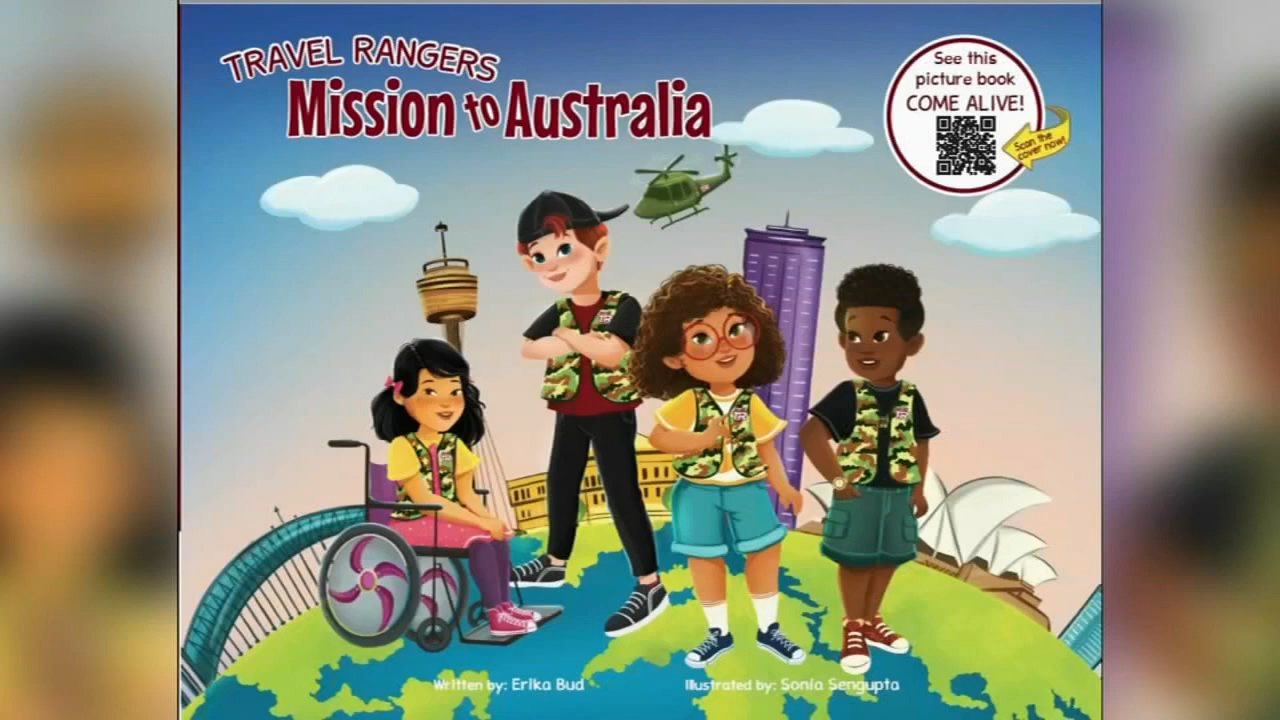 TRAVEL RANGERS
Mission to Australia
See this
picture book
COME ALIVE!
Scan the
cover now!
Written by: Erika Bud
Illustrated by: Sonia Sengupta